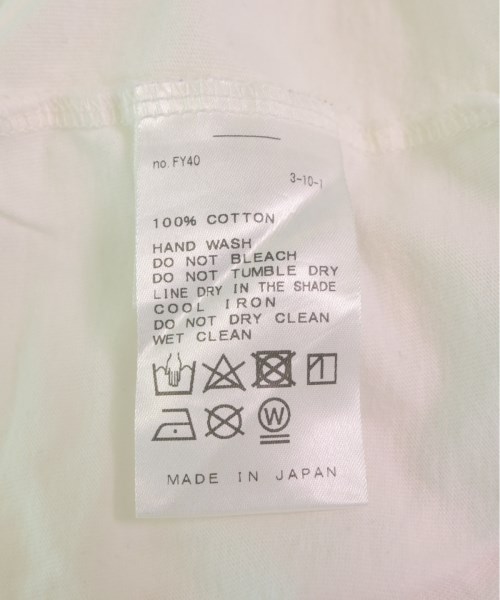 no. FY40
3-10-1
100% COTTON
HAND WASH
DO NOT BLEACH
DO NOT TUMBLE DRY
LINE DRY IN THE SHADE
COOL IRON
DO NOT DRY CLEAN
WET CLEAN
W
MADE IN JAPAN